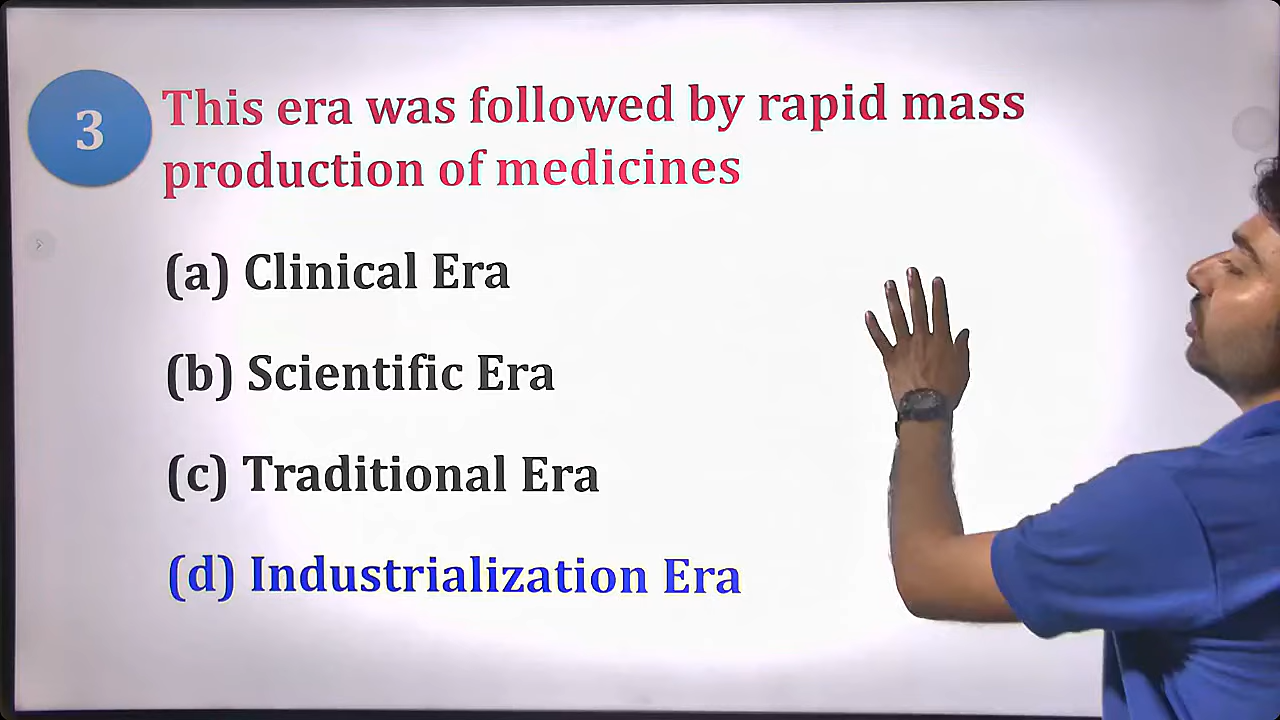 3
This era was followed by rapid mass
production of medicines
(a) Clinical Era
(b) Scientific Era
(c) Traditional Era
(d) Industrialization Era